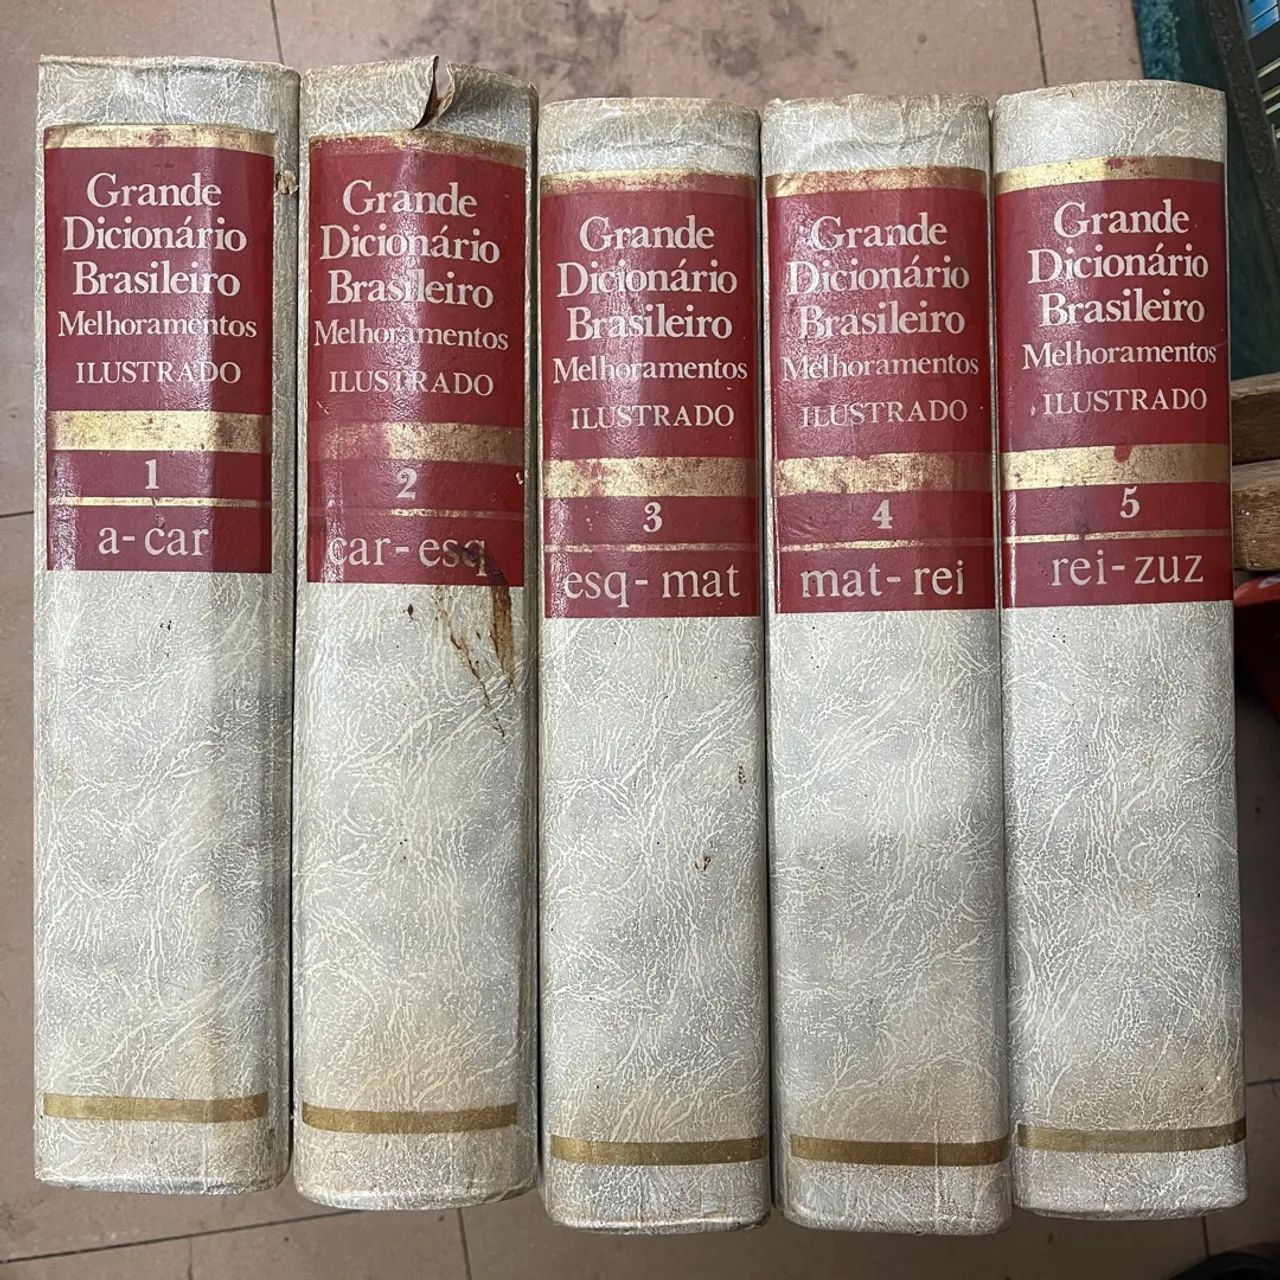 Grande
Dicionário
Brasileiro
Melhoramentos
ILUSTRADO
1
a-car
Grande
Dicionário
Brasileiro
Melhoramentos
ILUSTRADO
2
car-esq
Grande
Dicionário
Brasileiro
Melhoramentos
ILUSTRADO
3
esq-mat
Grande
Dicionário
Brasileiro
Melhoramentos
ILUSTRADO
4
mat-rei
Grande
Dicionário
Brasileiro
Melhoramentos
ILUSTRADO
5
rei-zuz